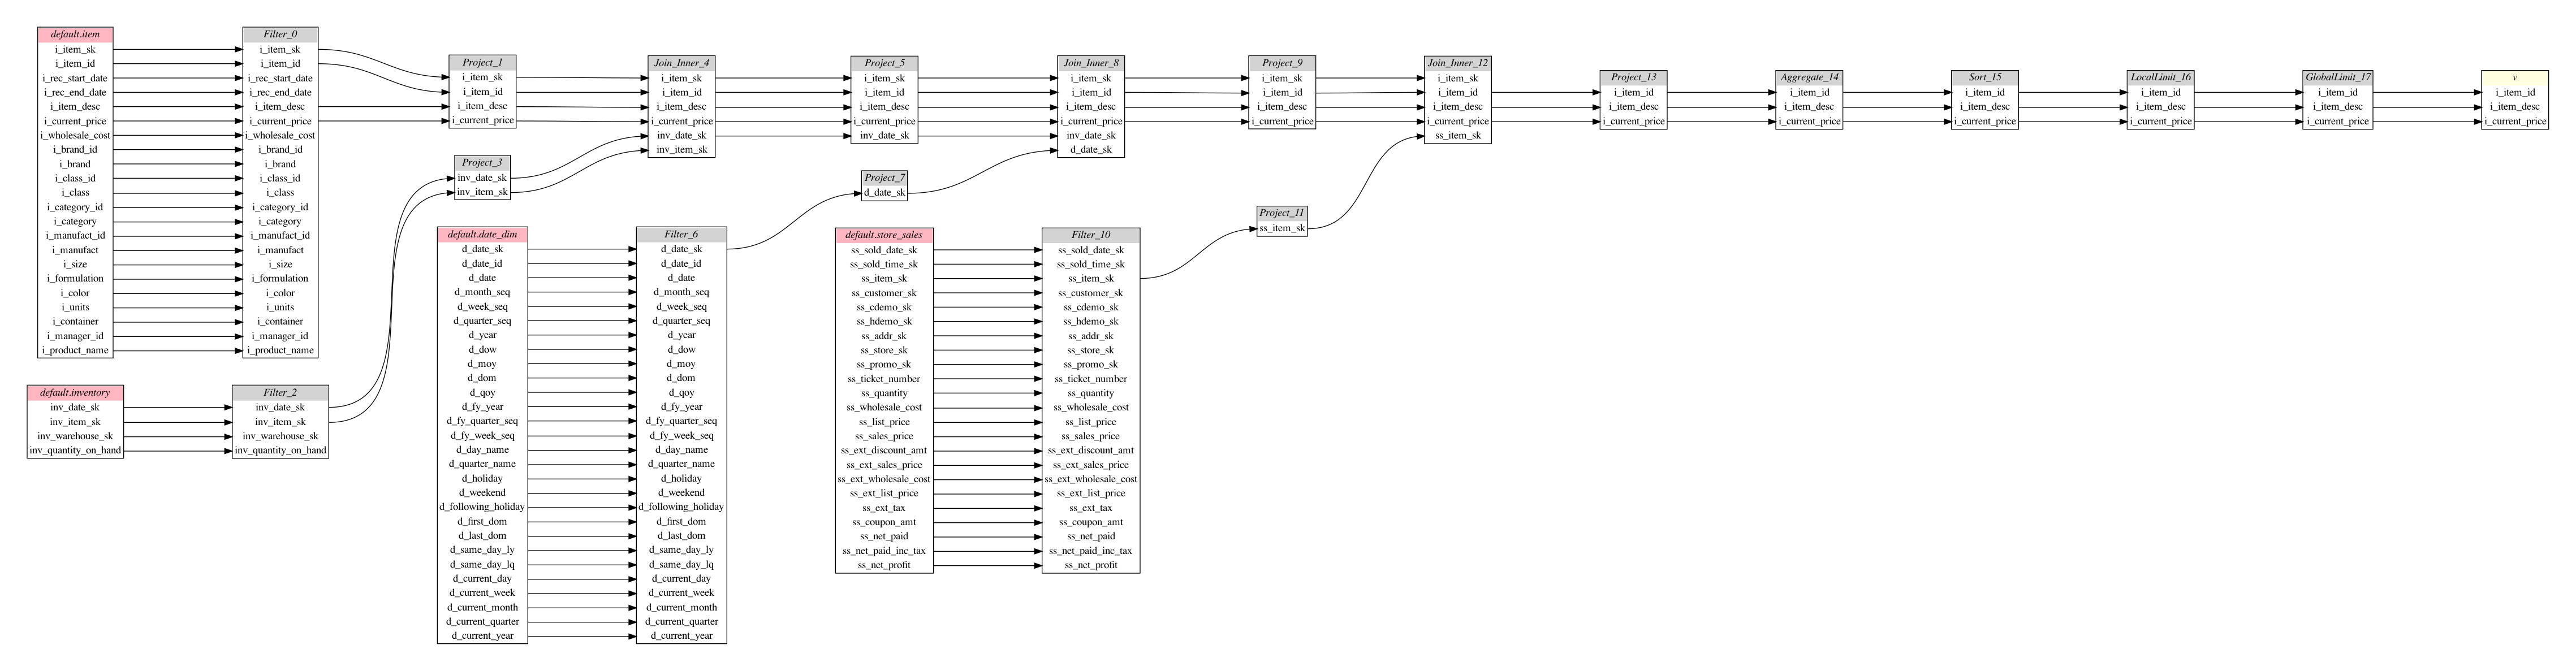 default.item
i_item_sk
i_item_id
i_rec_start_date
i_rec_end_date
i_item_desc
i_current_price
i_wholesale_cost
i_brand_id
i_brand
i_class_id
i_class
i_category_id
i_category
i_manufact_id
i_manufact
i_size
i_formulation
i_color
i_units
i_container
i_manager_id
i_product_name
default.inventory
inv_date_sk
inv_item_sk
inv_warehouse_sk
inv_quantity_on_hand
Filter_0
i_item_sk
i_item_id
i_rec_start_date
i_rec_end_date
i_item_desc
i_current_price
i_wholesale_cost
i_brand_id
i_brand
i_class_id
i_class
i_category_id
i_category
i_manufact_id
i_manufact
i_size
i_formulation
i_color
i_units
i_container
i_manager_id
i_product_name
Filter_2
inv_date_sk
inv_item_sk
inv_warehouse_sk
inv_quantity_on_hand
Project_1
i_item_sk
i_item_id
i_item_desc
i_current_price
Project_3
inv_date_sk
inv_item_sk
default.date_dim
d_date_sk
d_date_id
d_date
d_month_seq
d_week_seq
d_quarter_seq
d_year
d_dow
d_moy
d_dom
d_qoy
d_fy_year
d_fy_quarter_seq
d_fy_week_seq
d_day_name
d_quarter_name
d_holiday
d_weekend
d_following_holiday
d_first_dom
d_last_dom
d_same_day_ly
d_same_day_lq
d_current_day
d_current_week
d_current_month
d_current_quarter
d_current_year
Join_Inner_4
i_item_sk
i_item_id
i_item_desc
i_current_price
inv_date_sk
inv_item_sk
Filter_6
d_date_sk
d_date_id
d_date
d_month_seq
d_week_seq
d_quarter_seq
d_year
d_dow
d_moy
d_dom
d_qoy
d_fy_year
d_fy_quarter_seq
d_fy_week_seq
d_day_name
d_quarter_name
d_holiday
d_weekend
d_following_holiday
d_first_dom
d_last_dom
d_same_day_ly
d_same_day_lq
d_current_day
d_current_week
d_current_month
d_current_quarter
d_current_year
Project_5
i_item_sk
i_item_id
i_item_desc
i_current_price
inv_date_sk
Project_7
d_date_sk
default.store_sales
ss_sold_date_sk
ss_sold_time_sk
ss_item_sk
ss_customer_sk
ss_cdemo_sk
ss_hdemo_sk
ss_addr_sk
ss_store_sk
ss_promo_sk
ss_ticket_number
ss_quantity
ss_wholesale_cost
ss_list_price
ss_sales_price
ss_ext_discount_amt
ss_ext_sales_price
ss_ext_wholesale_cost
ss_ext_list_price
ss_ext_tax
ss_coupon_amt
ss_net_paid
ss_net_paid_inc_tax
ss_net_profit
Join_Inner_8
i_item_sk
i_item_id
i_item_desc
i_current_price
inv_date_sk
d_date_sk
Filter_10
ss_sold_date_sk
ss_sold_time_sk
ss_item_sk
ss_customer_sk
ss_cdemo_sk
ss_hdemo_sk
ss_addr_sk
ss_store_sk
ss_promo_sk
ss_ticket_number
ss_quantity
ss_wholesale_cost
ss_list_price
ss_sales_price
ss_ext_discount_amt
ss_ext_sales_price
ss_ext_wholesale_cost
ss_ext_list_price
ss_ext_tax
ss_coupon_amt
ss_net_paid
ss_net_paid_inc_tax
ss_net_profit
Project_9
i_item_sk
i_item_id
i_item_desc
i_current_price
Project_11
ss_item_sk
Join_Inner_12
i_item_sk
i_item_id
i_item_desc
i_current_price
ss_item_sk
Project_13
i_item_id
i_item_desc
i_current_price
Aggregate_14
i_item_id
i_item_desc
i_current_price
Sort_15
i_item_id
i_item_desc
i_current_price
LocalLimit_16
i_item_id
i_item_desc
i_current_price
GlobalLimit_17
i_item_id
i_item_desc
i_current_price
v
i_item_id
i_item_desc
i_current_price